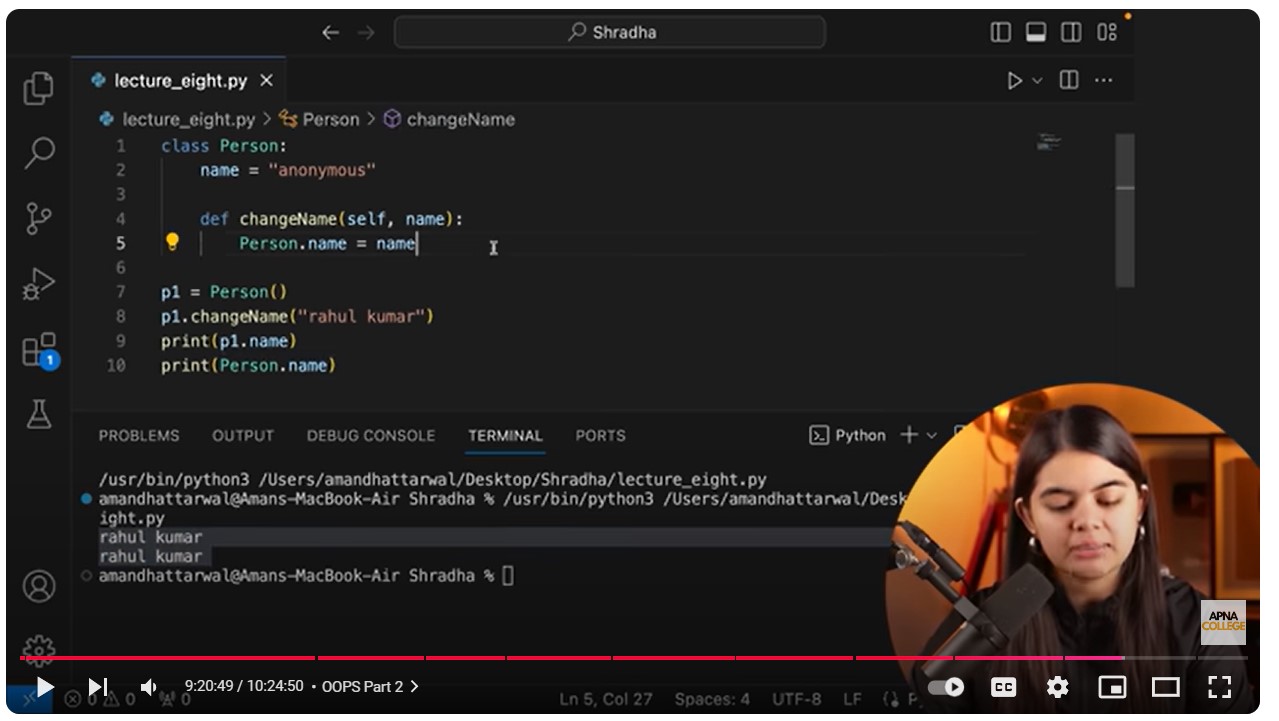 Shradha
lecture_eight.py
lecture_eight.py > Person > changeName
1 class Person:
2 name = "anonymous"
3
4 def changeName(self, name):
5 Person.name = name
6
7 p1 = Person()
8 p1.changeName("rahul kumar")
9 print(p1.name)
10 print(Person.name)
1
PROBLEMS OUTPUT DEBUG CONSOLE TERMINAL PORTS Python
/usr/bin/python3 /Users/amandhattarwal/Desktop/Shradha/lecture_eight.py
amandhattarwal@Amans-MacBook-Air Shradha % /usr/bin/python3 /Users/amandhattarwal/Desk
ight.py
rahul kumar
rahul kumar
amandhattarwal@Amans-MacBook-Air Shradha %
APNA
COLLEGE
9:20:49 / 10:24:50 • OOPS Part 2 >
CC
0 0 0 Ln 5, Col 27 Spaces: 4 UTF-8 LF